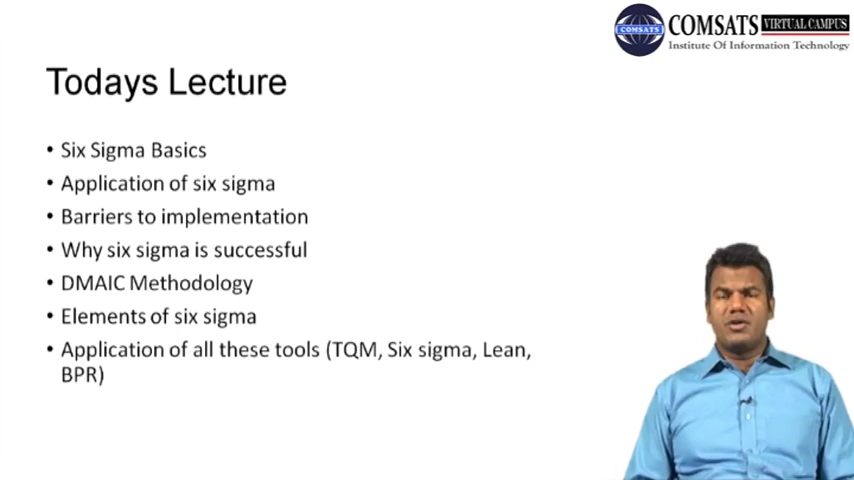 COMSATS VIRTUAL CAMPUS
COMSATS
Institute Of Information Technology
Todays Lecture
• Six Sigma Basics
• Application of six sigma
• Barriers to implementation
• Why six sigma is successful
• DMAIC Methodology
• Elements of six sigma
• Application of all these tools (TQM, Six sigma, Lean,
BPR)